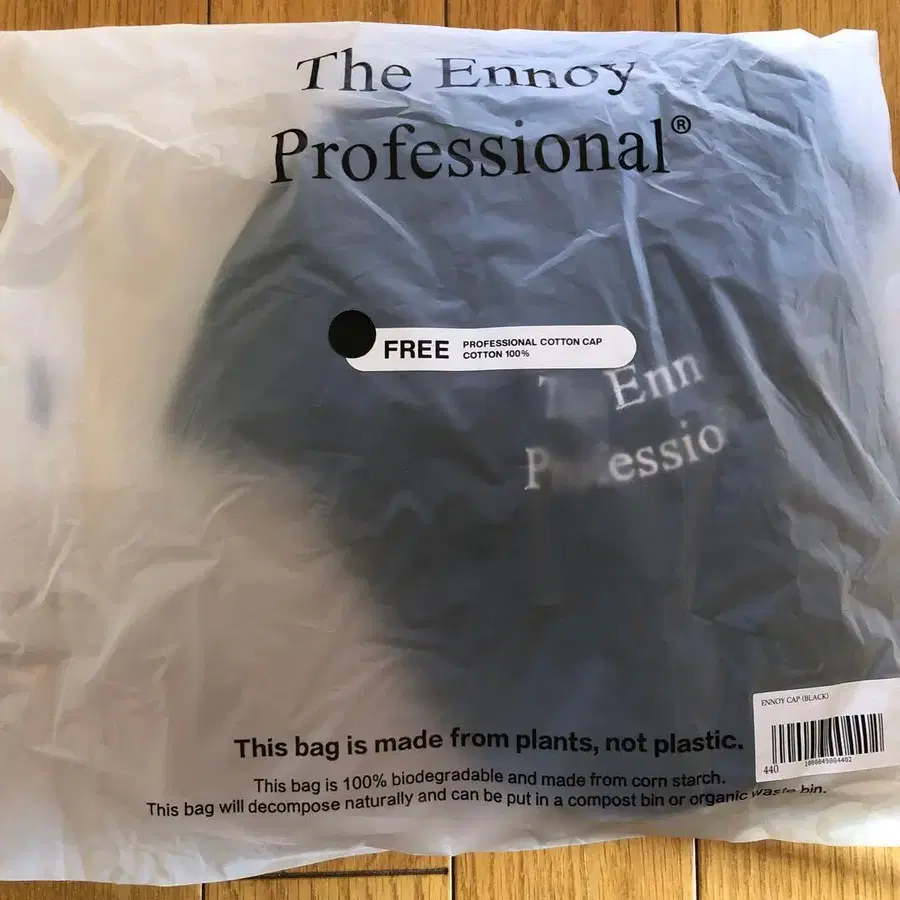 The Ennoy
Professional®
FREE
PROFESSIONAL COTTON CAP
COTTON 100%
Enn
ENNOY CAP (BLACK)
440
1000049004402
This bag is made from plants, not plastic.
This bag is 100% biodegradable and made from corn starch.
This bag will decompose naturally and can be put in a compost bin or organic waste bin.